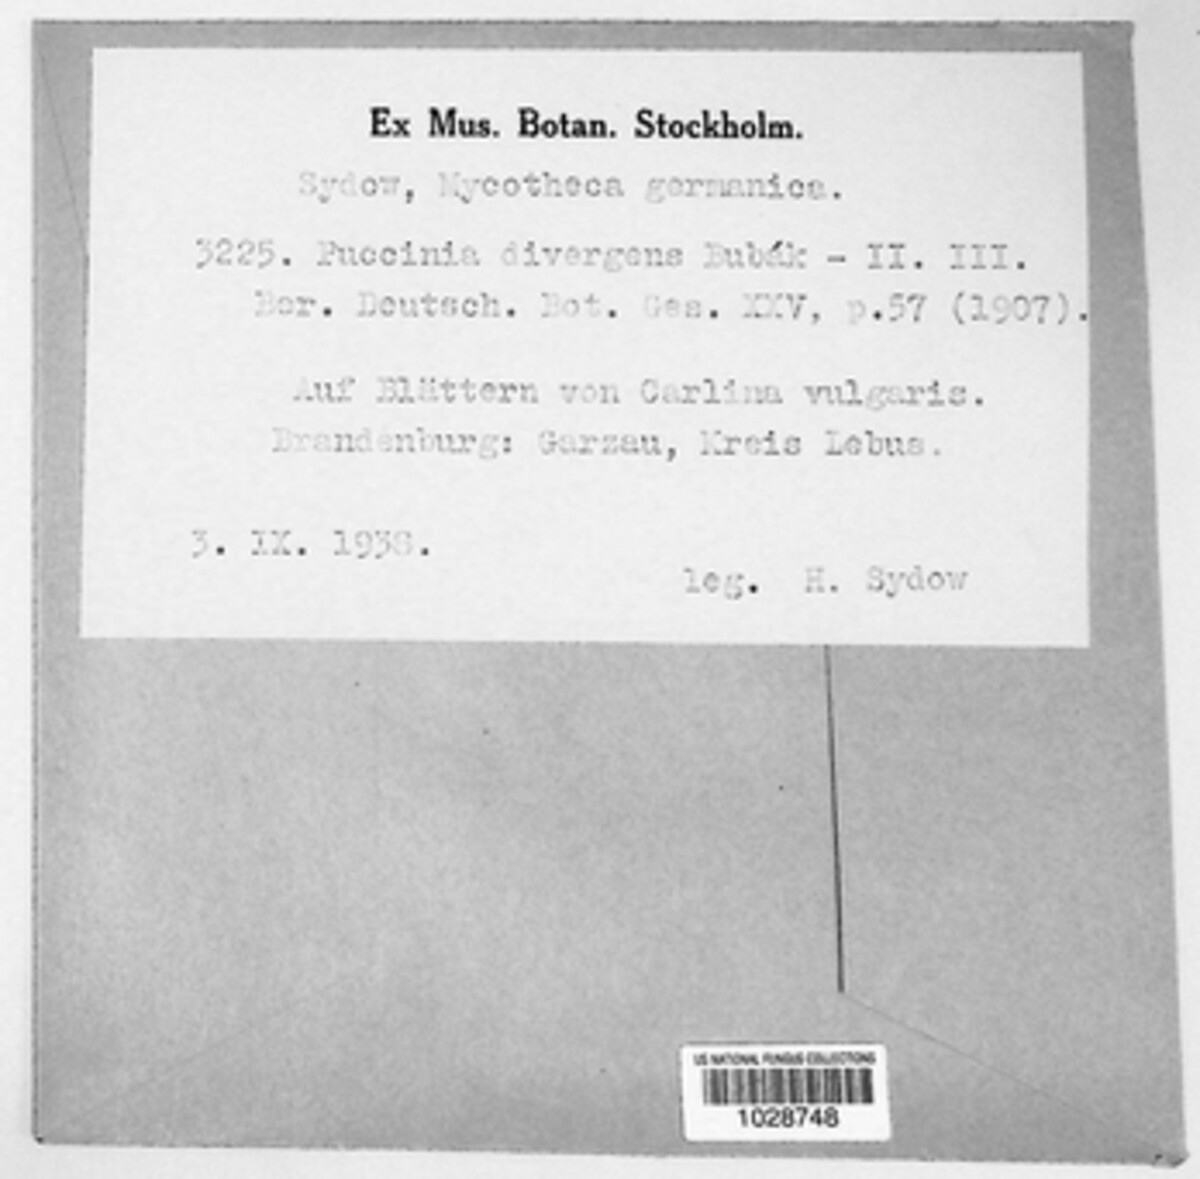 Ex Mus. Botan. Stockholm.
Sydow, Mycotheca germanica.
3225. Puccinia divergens Bubák - II. III.
Ber. Deutsch. Bot. Ges. XXV, p.57 (1907).
Auf Blättern von Carlina vulgaris.
Brandenburg: Garzau, Kreis Lebus.
3. IX. 1938.
leg. H. Sydow
US NATIONAL FUNGUS COLLECTIONS
1028748